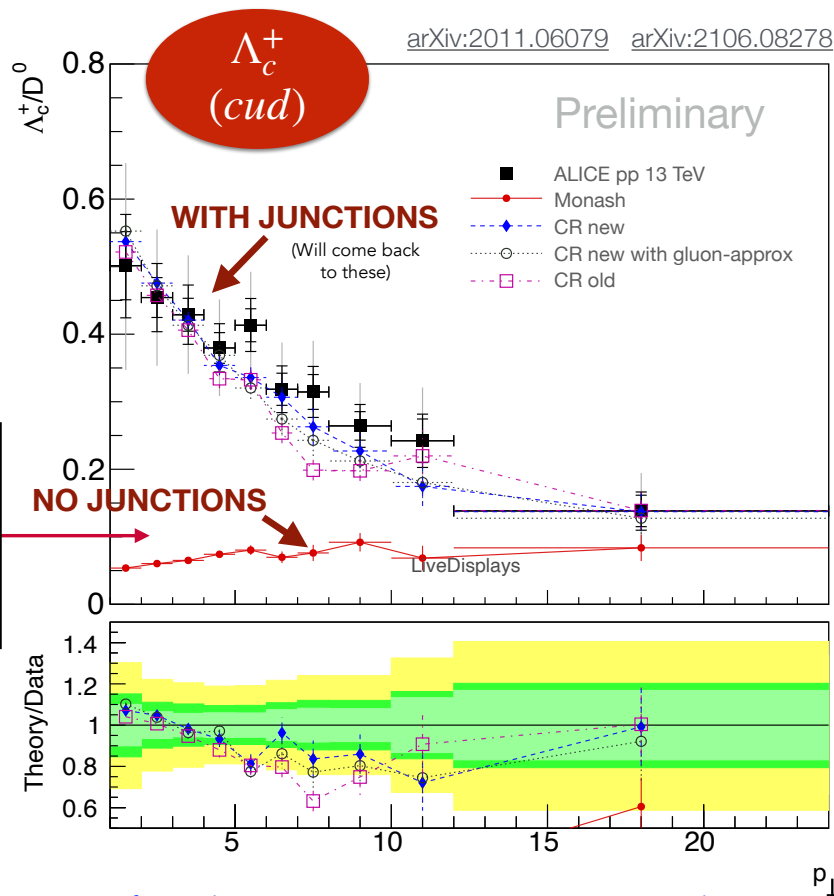 arXiv:2011.06079 arXiv:2106.08278
Λc+
(cud)
Λc+/D0
Preliminary
ALICE pp 13 TeV
Monash
CR new
CR new with gluon-approx
CR old
WITH JUNCTIONS
(Will come back
to these)
NO JUNCTIONS
LiveDisplays
0.8
0.6
0.4
0.2
0
Theory/Data
1.4
1.2
1
0.8
0.6
5 10 15 20
p⊥